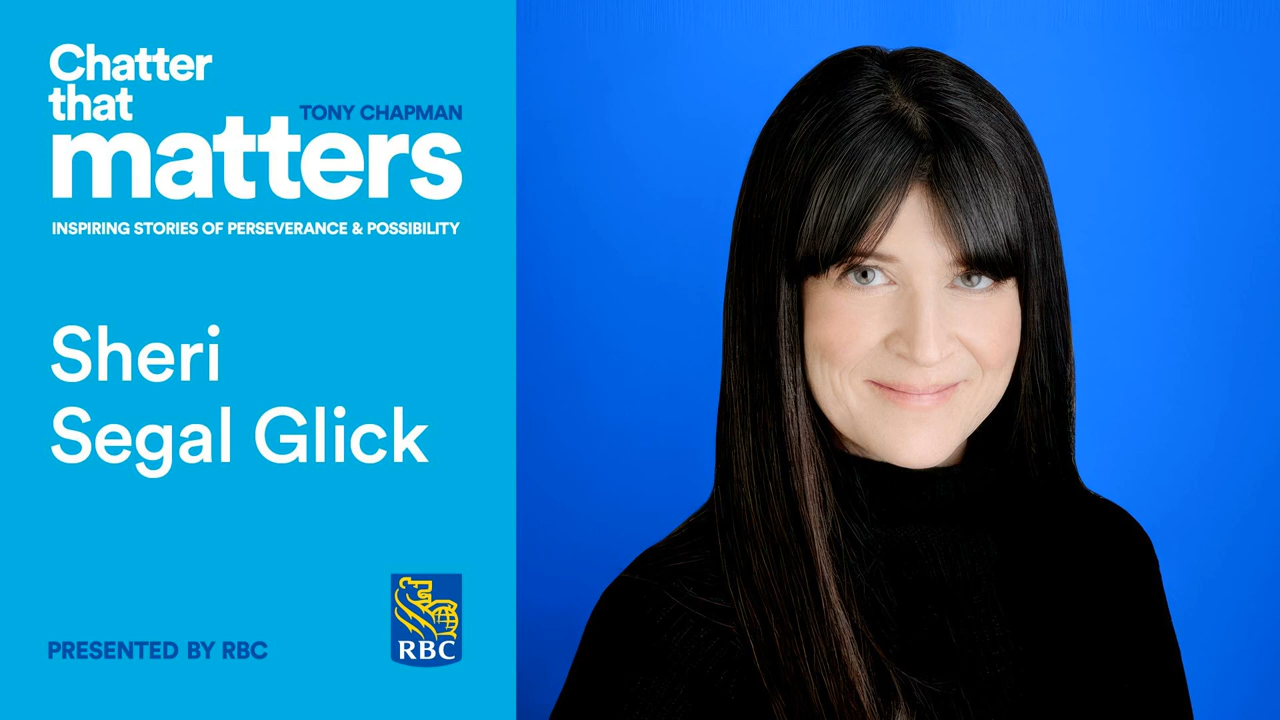 Chatter
that
TONY CHAPMAN
matters
INSPIRING STORIES OF PERSEVERANCE & POSSIBILITY
Sheri
Segal Glick
PRESENTED BY RBC
RBC